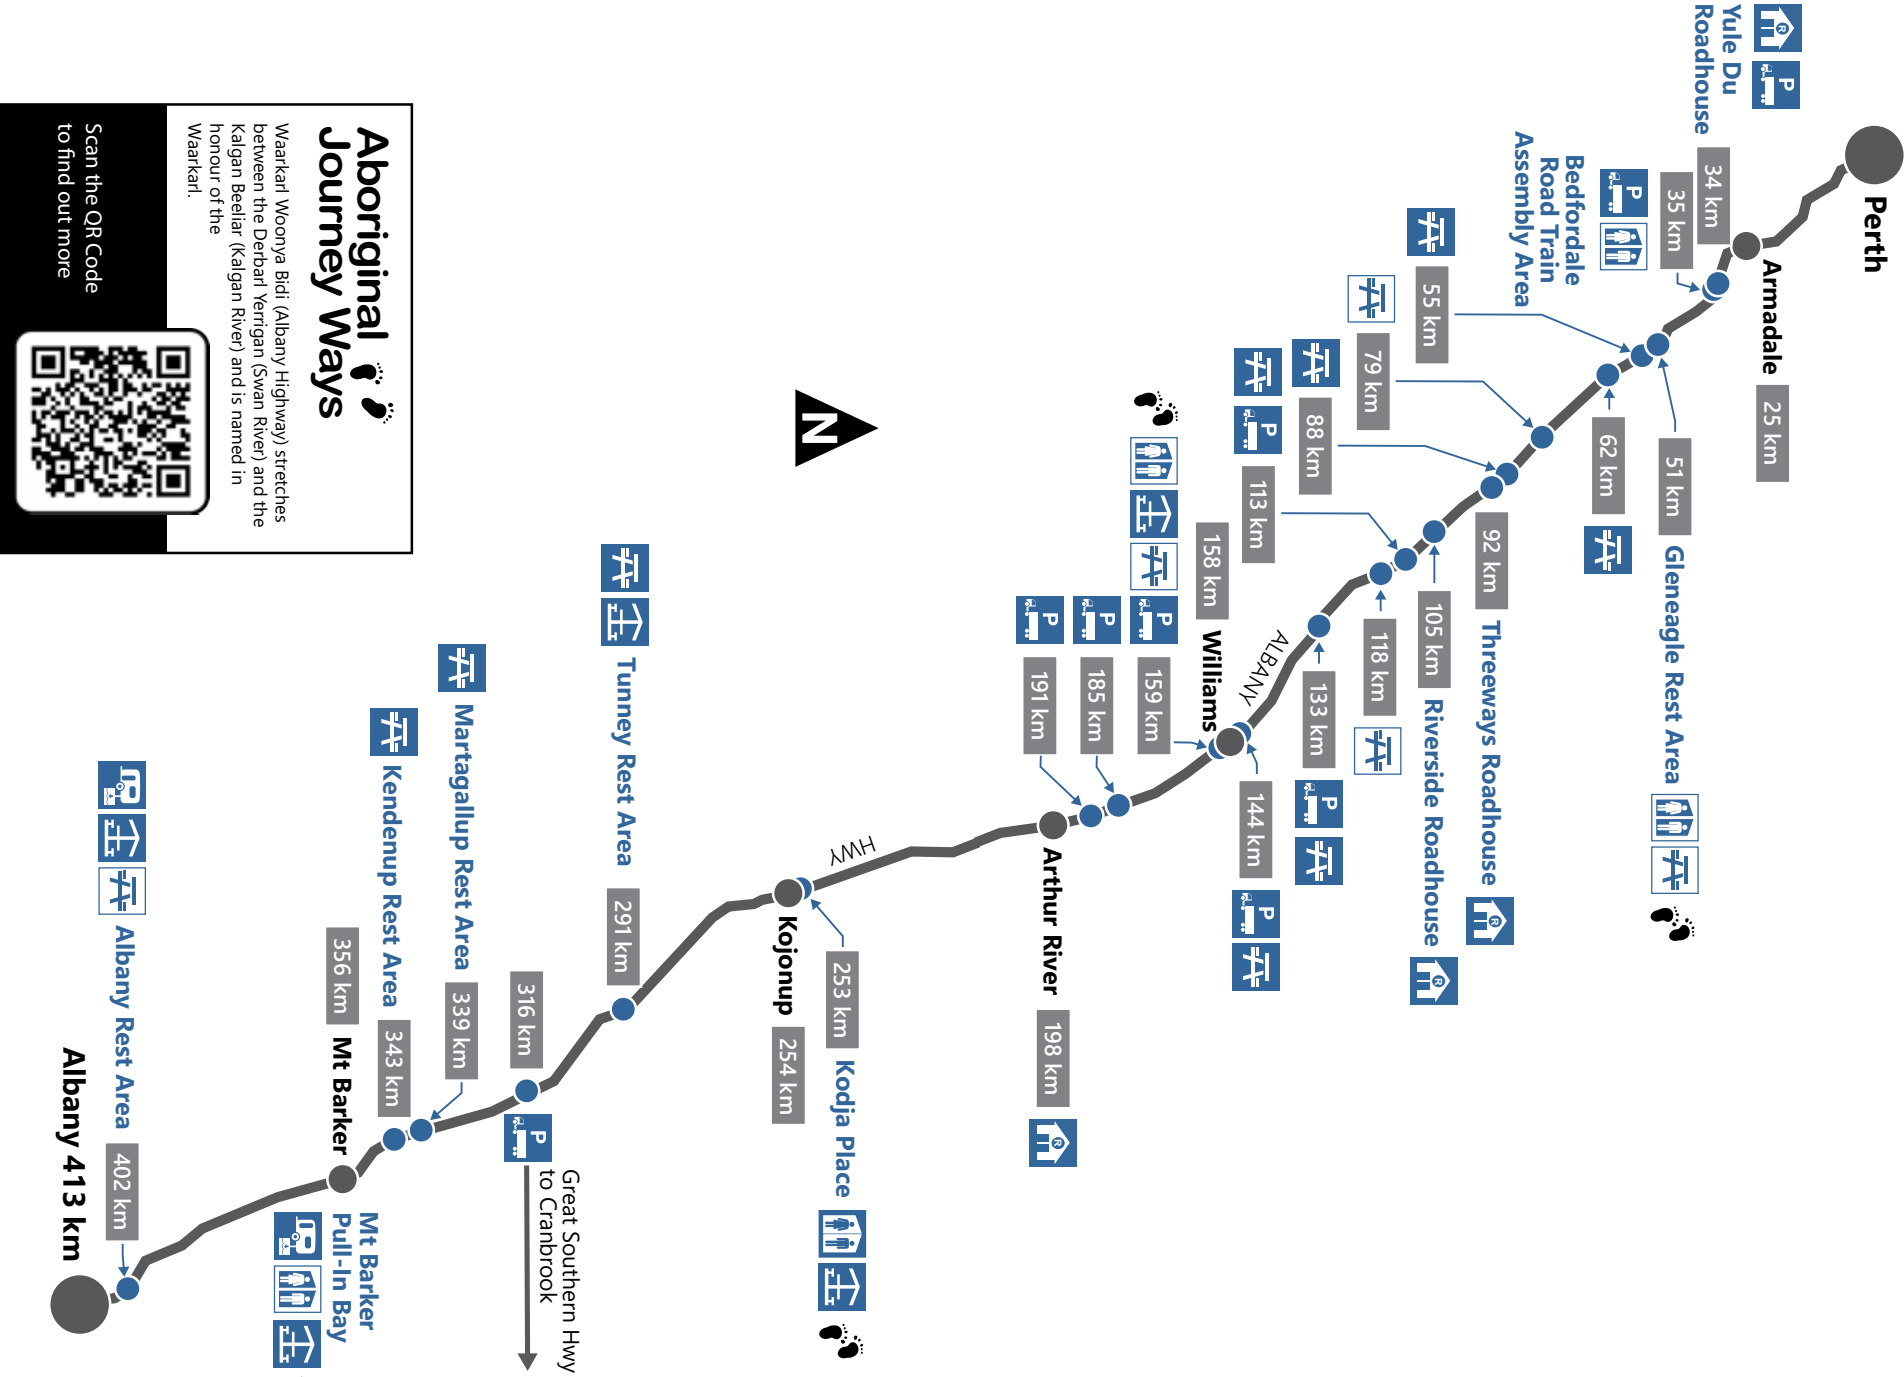 Perth
Yule Du
Roadhouse
34 km
35 km
Armadale
25 km
Bedfordale
Road Train
Assembly Area
55 km
51 km
Gleneagle Rest Area
62 km
79 km
88 km
92 km
Threeways Roadhouse
105 km
Riverside Roadhouse
113 km
118 km
133 km
ALBANY
144 km
158 km
Williams
159 km
185 km
191 km
Arthur River
198 km
HWY
253 km
Kodja Place
Kojonup
254 km
Tunney Rest Area
291 km
316 km
Great Southern Hwy
to Cranbrook
Martagallup Rest Area
339 km
Kendenup Rest Area
343 km
356 km
Mt Barker
Mt Barker
Pull-In Bay
Albany Rest Area
402 km
Albany 413 km
N
P
P
P
P
P
P
P
P
P
R
R
R
R
Aboriginal
Journey Ways
Waarkarl Woonya Bidi (Albany Highway) stretches
between the Derbarl Yerrigan (Swan River) and the
Kalgan Beeliar (Kalgan River) and is named in
honour of the
Waarkarl.
Scan the QR Code
to find out more